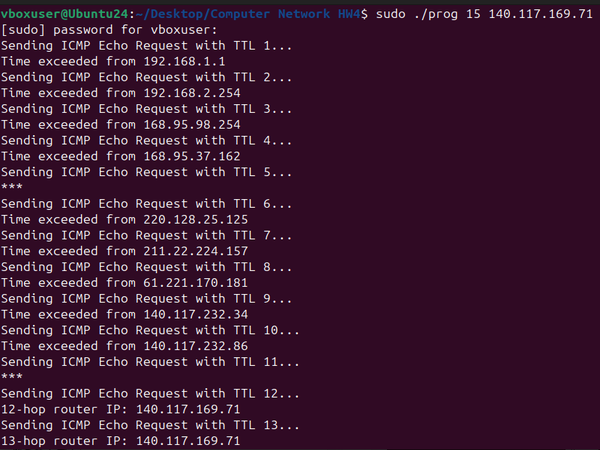 vboxuser@Ubuntu24:~/Desktop/Computer Network HW4$ sudo ./prog 15 140.117.169.71
[sudo] password for vboxuser:
Sending ICMP Echo Request with TTL 1...
Time exceeded from 192.168.1.1
Sending ICMP Echo Request with TTL 2...
Time exceeded from 192.168.2.254
Sending ICMP Echo Request with TTL 3...
Time exceeded from 168.95.98.254
Sending ICMP Echo Request with TTL 4...
Time exceeded from 168.95.37.162
Sending ICMP Echo Request with TTL 5...
***
Sending ICMP Echo Request with TTL 6...
Time exceeded from 220.128.25.125
Sending ICMP Echo Request with TTL 7...
Time exceeded from 211.22.224.157
Sending ICMP Echo Request with TTL 8...
Time exceeded from 61.221.170.181
Sending ICMP Echo Request with TTL 9...
Time exceeded from 140.117.232.34
Sending ICMP Echo Request with TTL 10...
Time exceeded from 140.117.232.86
Sending ICMP Echo Request with TTL 11...
***
Sending ICMP Echo Request with TTL 12...
12-hop router IP: 140.117.169.71
Sending ICMP Echo Request with TTL 13...
13-hop router IP: 140.117.169.71